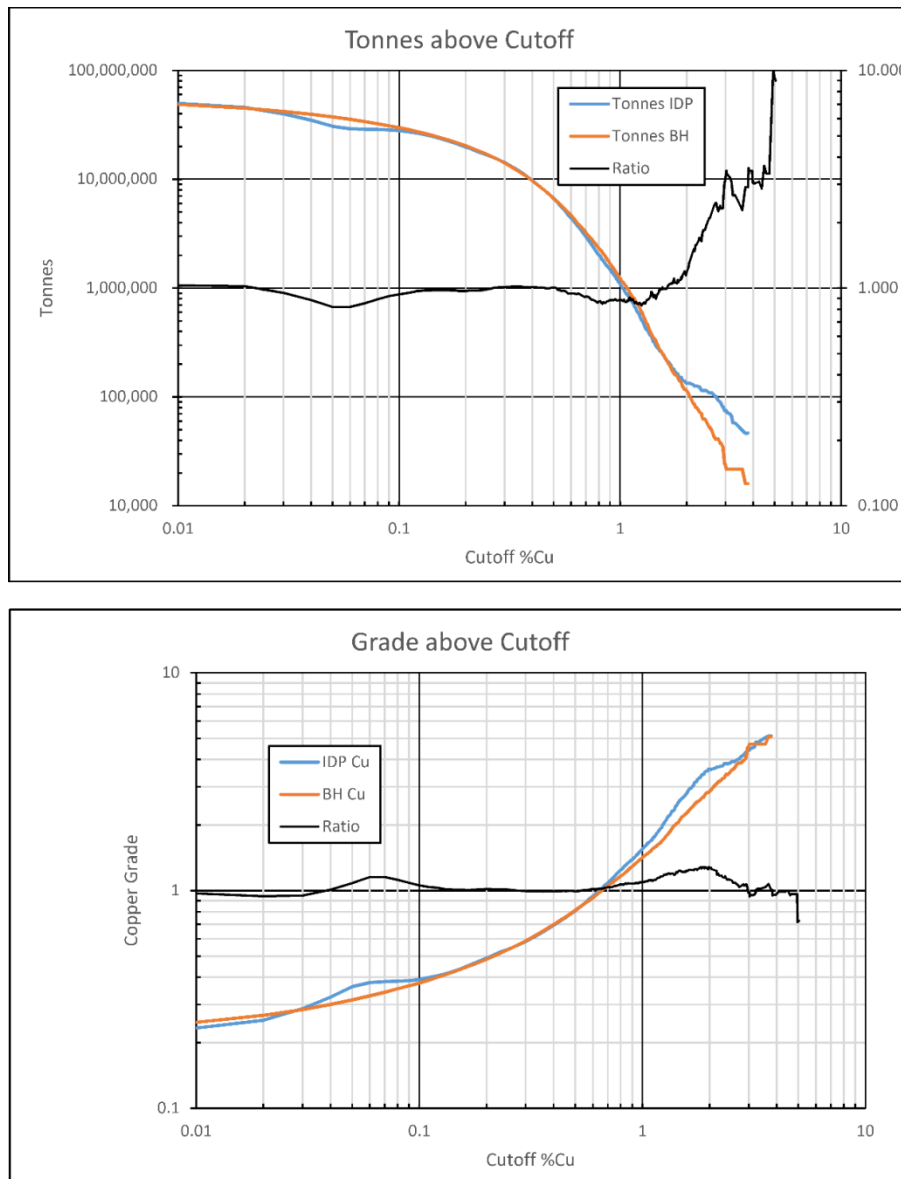 Tonnes above Cutoff
100,000,000
10,000,000
1,000,000
100,000
10,000
10.000
1.000
0.100
Tonnes IDP
Tonnes BH
Ratio
Tonnes
0.01
0.1
1
10
Cutoff %Cu
Grade above Cutoff
10
1
0.1
IDP Cu
BH Cu
Ratio
Copper Grade
0.01
0.1
1
10
Cutoff %Cu